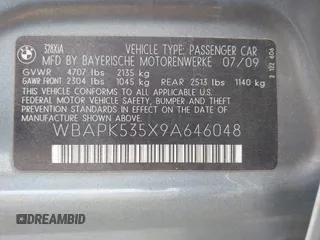 BMW
328XIA
VEHICLE TYPE: PASSENGER CAR
MFD BY BAYERISCHE MOTORENWERKE 07/09
GVWR 4707 lbs 2135 kg
GAWR FRONT 2304 lbs 1045 kg REAR 2513 lbs 1140 kg
THIS VEHICLE CONFORMS TO ALL APPLICABLE FEDERAL MOTOR VEHICLE
SAFETY, BUMPER AND THEFT PREVENTION STANDARDS IN EFFECT ON THE
DATE OF MANUFACTURE SHOWN ABOVE.
WBAPK535X9A646048
DREAMBID